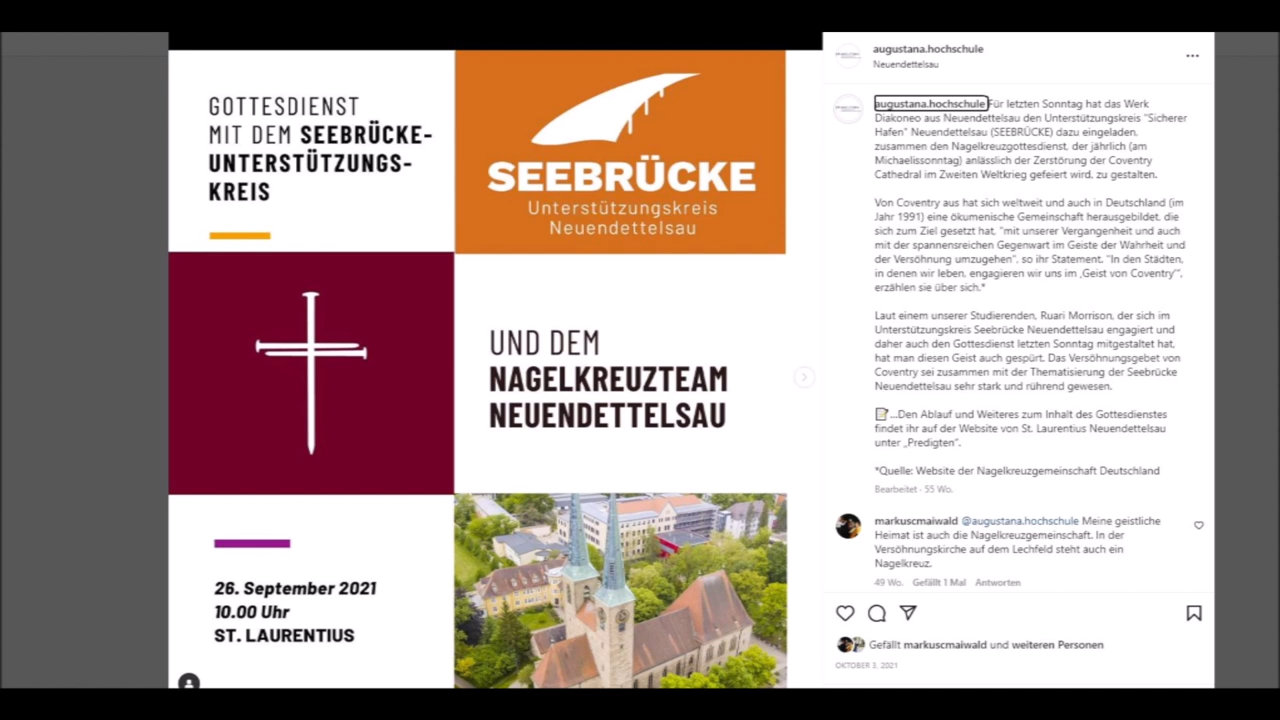 GOTTESDIENST
MIT DEM SEEBRÜCKE-
UNTERSTÜTZUNGS-
KREIS
SEEBRÜCKE
Unterstützungskreis
Neuendettelsau
UND DEM
NAGELKREUZTEAM
NEUENDETTELSAU
26. September 2021
10.00 Uhr
ST. LAURENTIUS
augustana.hochschule
Neuendettelsau
augustana.hochschule Für letzten Sonntag hat das Werk
Diakoneo aus Neuendettelsau den Unterstützungskreis "Sicherer
Hafen" Neuendettelsau (SEEBRÜCKE) dazu eingeladen,
zusammen den Nagelkreuzgottesdienst, der jährlich (am
Michaelissonntag) anlässlich der Zerstörung der Coventry
Cathedral im Zweiten Weltkrieg gefeiert wird, zu gestalten.
Von Coventry aus hat sich weltweit und auch in Deutschland (im
Jahr 1991) eine ökumenische Gemeinschaft herausgebildet, die
sich zum Ziel gesetzt hat, "mit unserer Vergangenheit und auch
mit der spannensreichen Gegenwart im Geiste der Wahrheit und
der Versöhnung umzugehen", so ihr Statement. "In den Städten,
in denen wir leben, engagieren wir uns im ‚Geist von Coventry'",
erzählen sie über sich.*
Laut einem unserer Studierenden, Ruari Morrison, der sich im
Unterstützungskreis Seebrücke Neuendettelsau engagiert und
daher auch den Gottesdienst letzten Sonntag mitgestaltet hat,
hat man diesen Geist auch gespürt. Das Versöhnungsgebet von
Coventry sei zusammen mit der Thematisierung der Seebrücke
Neuendettelsau sehr stark und rührend gewesen.
...Den Ablauf und Weiteres zum Inhalt des Gottesdienstes
findet ihr auf der Website von St. Laurentius Neuendettelsau
unter „Predigten".
*Quelle: Website der Nagelkreuzgemeinschaft Deutschland
Bearbeitet · 55 Wo.
markuscmaiwald @augustana.hochschule Meine geistliche
Heimat ist auch die Nagelkreuzgemeinschaft. In der
Versöhnungskirche auf dem Lechfeld steht auch ein
Nagelkreuz.
49 Wo. Gefällt 1 Mal Antworten
Gefällt markuscmaiwald und weiteren Personen
OKTOBER 3, 2021